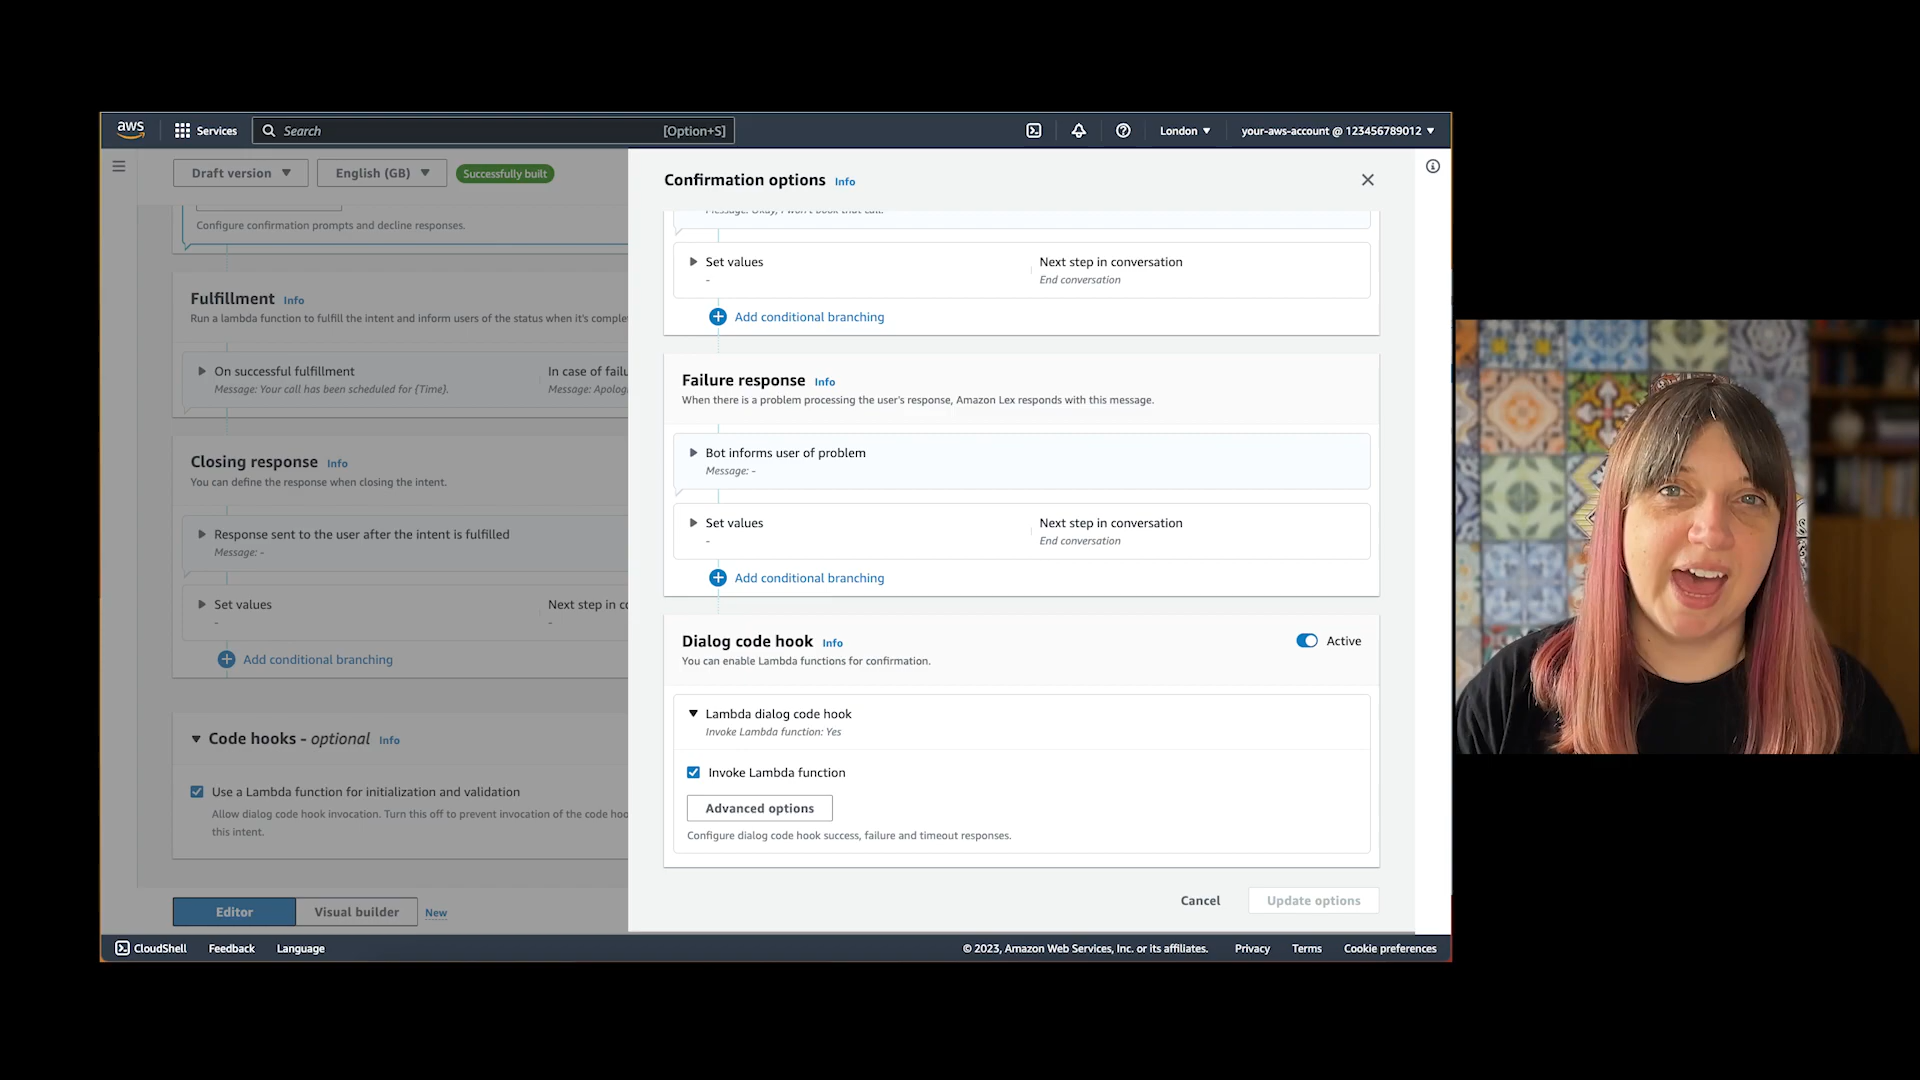 aws
Services
Search
[Option+S]
London
your-aws-account @ 123456789012
Draft version
English (GB)
Successfully built
Configure confirmation prompts and decline responses.
Fulfillment Info
Run a lambda function to fulfill the intent and inform users of the status when it's comple
On successful fulfillment
Message: Your call has been scheduled for {Time}.
In case of failu
Message: Apolog
Closing response Info
You can define the response when closing the intent.
Response sent to the user after the intent is fulfilled
Message: -
Set values
-
Next step in co
-
Add conditional branching
Code hooks - optional Info
Use a Lambda function for initialization and validation
Allow dialog code hook invocation. Turn this off to prevent invocation of the code hoo
this intent.
Editor
Visual builder
New
Confirmation options Info
Message: Okay, I won't book that call.
Set values
-
Next step in conversation
End conversation
Add conditional branching
Failure response Info
When there is a problem processing the user's response, Amazon Lex responds with this message.
Bot informs user of problem
Message: -
Set values
-
Next step in conversation
End conversation
Add conditional branching
Dialog code hook Info
Active
You can enable Lambda functions for confirmation.
Lambda dialog code hook
Invoke Lambda function: Yes
Invoke Lambda function
Advanced options
Configure dialog code hook success, failure and timeout responses.
Cancel
Update options
CloudShell
Feedback
Language
© 2023, Amazon Web Services, Inc. or its affiliates.
Privacy
Terms
Cookie preferences